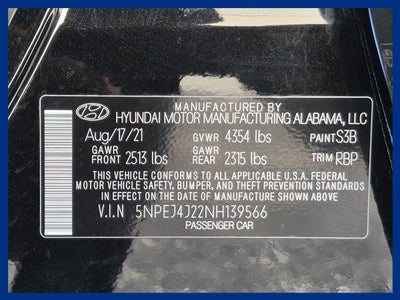 MANUFACTURED BY
HYUNDAI MOTOR MANUFACTURING ALABAMA, LLC
Aug/17/21 GVWR 4354 lbs PAINT S3B
GAWR FRONT 2513 lbs GAWR REAR 2315 lbs TRIM RBP
THIS CONFORMS TO ALL APPLICABLE U.S.A. FEDERAL
MOTOR VEHICLE SAFETY, BUMPER, AND THEFT PREVENTION STANDARDS
IN EFFECT ON THE DATE OF MANUFACTURE SHOWN ABOVE.
V.I.N 5NPEJ4J22NH139566
PASSENGER CAR